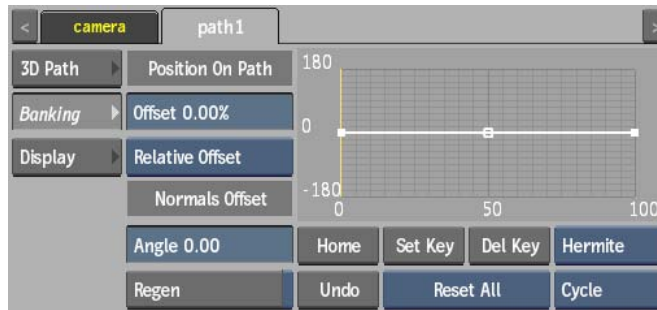 < camera path1 >
3D Path Position On Path 180
Banking Offset 0.00% 0
Display Relative Offset
Normals Offset -180
0 50 100
Angle 0.00 Home Set Key Del Key Hermite
Regen Undo Reset All Cycle